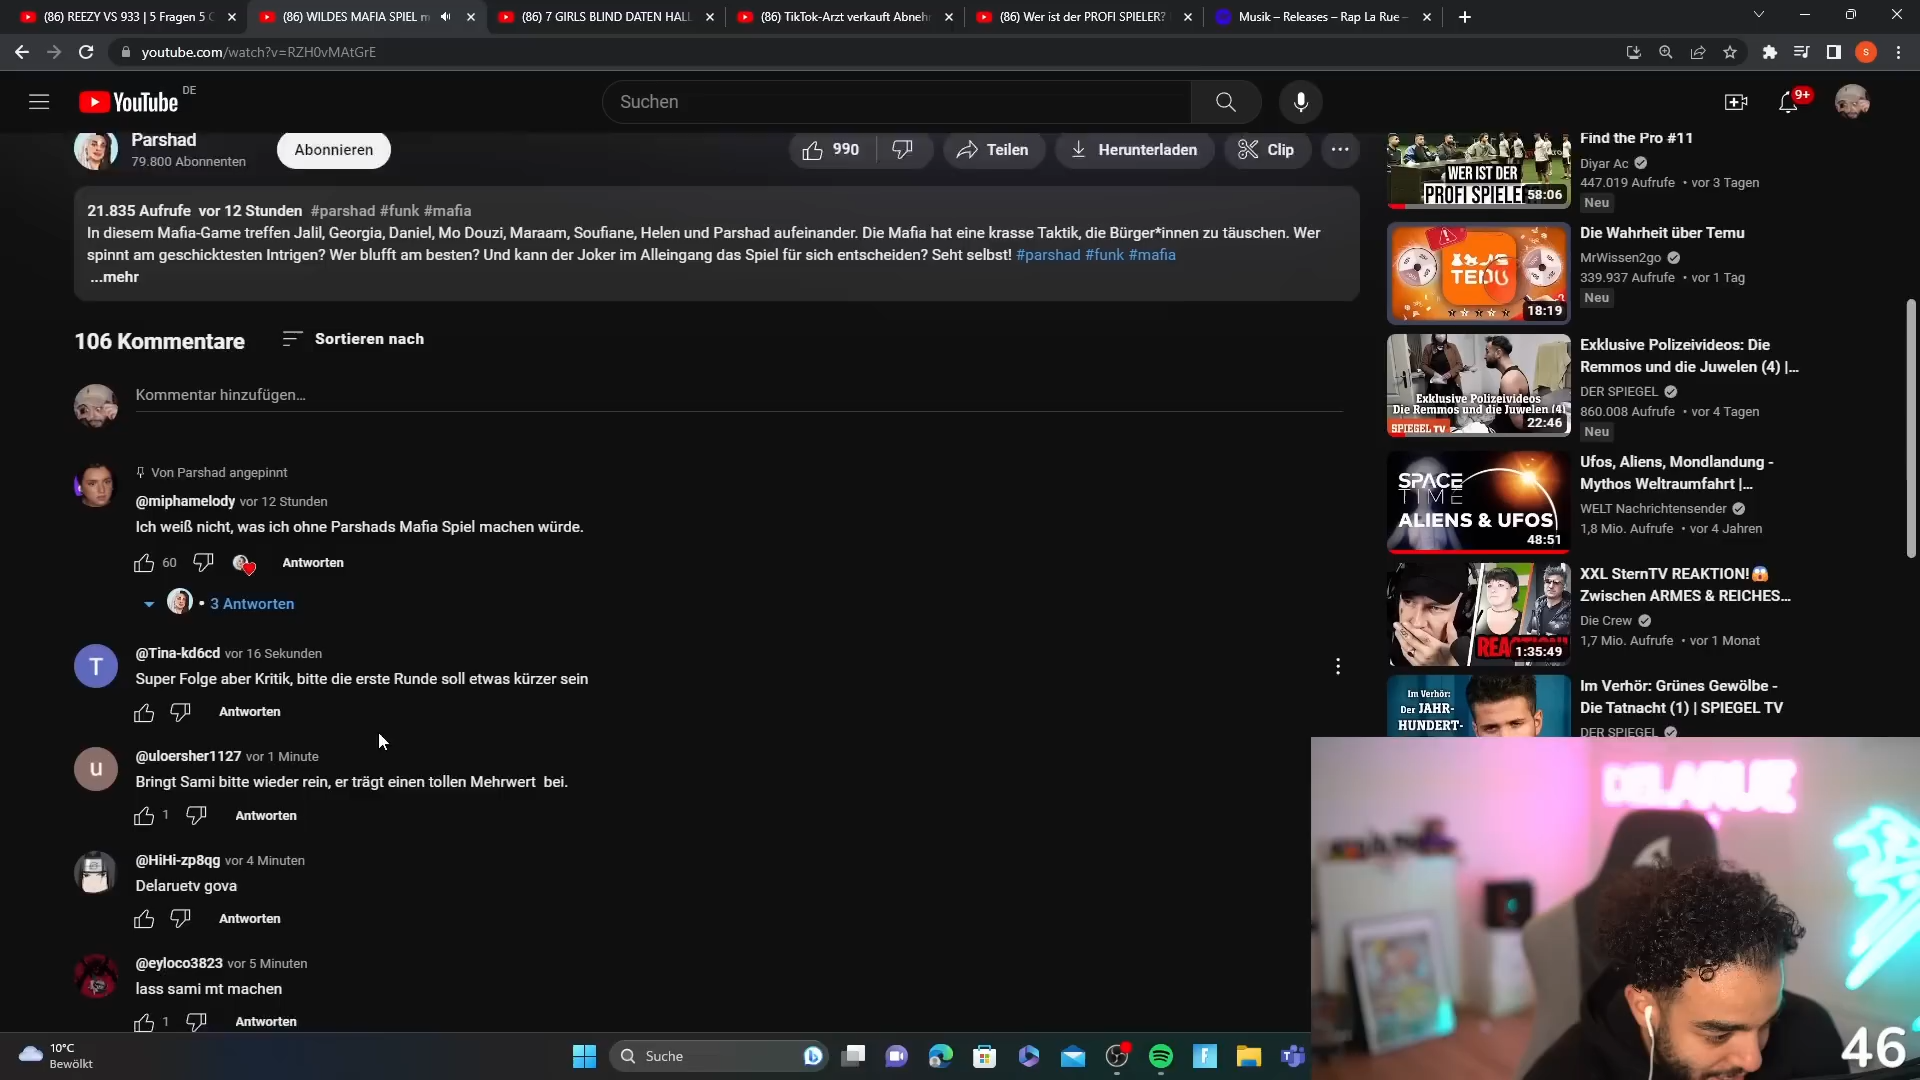 (86) REEZY VS 933 | 5 Fragen 5 C
(86) WILDES MAFIA SPIEL m
(86) 7 GIRLS BLIND DATEN HALL
(86) TikTok-Arzt verkauft Abnehr
(86) Wer ist der PROFI SPIELER?
Musik – Releases – Rap La Rue –
youtube.com/watch?v=RZH0vMAtGrE
S
YouTube
DE
Suchen
9+
Parshad
79.800 Abonnenten
Abonnieren
990
Teilen
Herunterladen
Clip
21.835 Aufrufe vor 12 Stunden #parshad #funk #mafia
In diesem Mafia-Game treffen Jalil, Georgia, Daniel, Mo Douzi, Maraam, Soufiane, Helen und Parshad aufeinander. Die Mafia hat eine krasse Taktik, die Bürger*innen zu täuschen. Wer
spinnt am geschicktesten Intrigen? Wer blufft am besten? Und kann der Joker im Alleingang das Spiel für sich entscheiden? Seht selbst! #parshad #funk #mafia
...mehr
106 Kommentare
Sortieren nach
Kommentar hinzufügen...
Von Parshad angepinnt
@miphamelody vor 12 Stunden
Ich weiß nicht, was ich ohne Parshads Mafia Spiel machen würde.
60
Antworten
• 3 Antworten
T
@Tina-kd6cd vor 16 Sekunden
Super Folge aber Kritik, bitte die erste Runde soll etwas kürzer sein
Antworten
u
@uloersher1127 vor 1 Minute
Bringt Sami bitte wieder rein, er trägt einen tollen Mehrwert bei.
1
Antworten
@HiHi-zp8qg vor 4 Minuten
Delaruetv gova
Antworten
@eyloco3823 vor 5 Minuten
lass sami mt machen
1
Antworten
WER IST DER
PROFI SPIELER
58:06
Find the Pro #11
Diyar Ac
447.019 Aufrufe • vor 3 Tagen
Neu
TEMU
18:19
Die Wahrheit über Temu
MrWissen2go
339.937 Aufrufe • vor 1 Tag
Neu
Exklusive Polizeivideos
Die Remmos und die Juwelen (4)
SPIEGEL TV
22:46
Exklusive Polizeivideos: Die
Remmos und die Juwelen (4) |...
DER SPIEGEL
860.008 Aufrufe • vor 4 Tagen
Neu
SPACE
TIME
ALIENS & UFOS
48:51
Ufos, Aliens, Mondlandung -
Mythos Weltraumfahrt |...
WELT Nachrichtensender
1,8 Mio. Aufrufe • vor 4 Jahren
REAKTION!
1:35:49
XXL SternTV REAKTION!😱
Zwischen ARMES & REICHES...
Die Crew
1,7 Mio. Aufrufe • vor 1 Monat
Im Verhör:
Der JAHR-
HUNDERT-
Im Verhör: Grünes Gewölbe -
Die Tatnacht (1) | SPIEGEL TV
DER SPIEGEL
DELARUE
46
10°C
Bewölkt
Suche